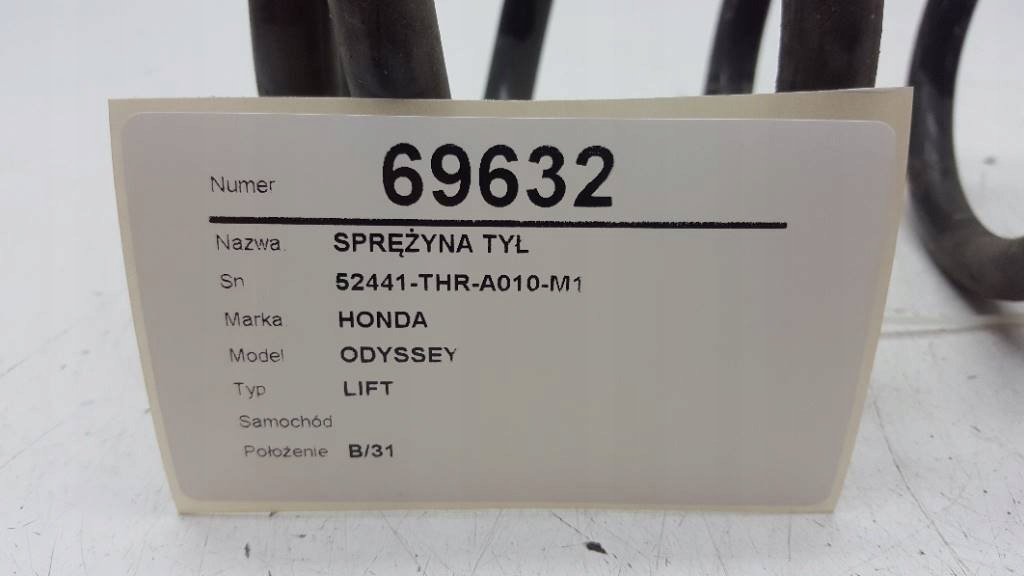 Numer 69632
Nazwa SPRĘŻYNA TYŁ
Sn 52441-THR-A010-M1
Marka HONDA
Model ODYSSEY
Typ LIFT
Samochód
Położenie B/31